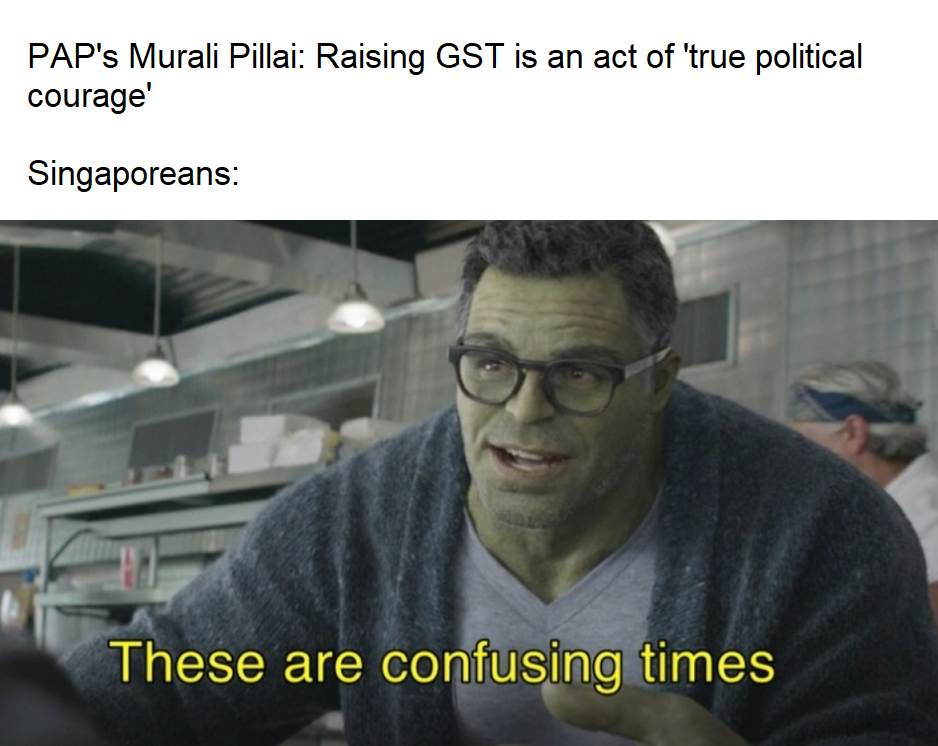 PAP's Murali Pillai: Raising GST is an act of 'true political
courage'
Singaporeans:
These are confusing times